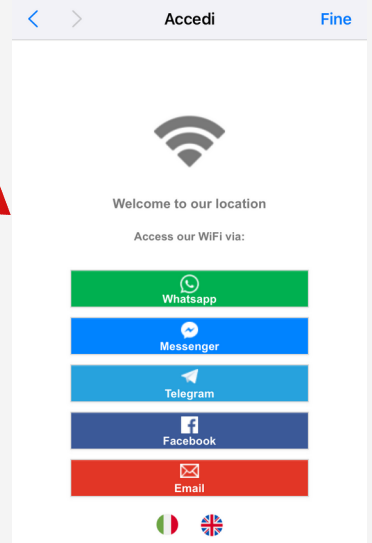 Accedi
Fine
Welcome to our location
Access our WiFi via:
Whatsapp
Messenger
Telegram
Facebook
Email